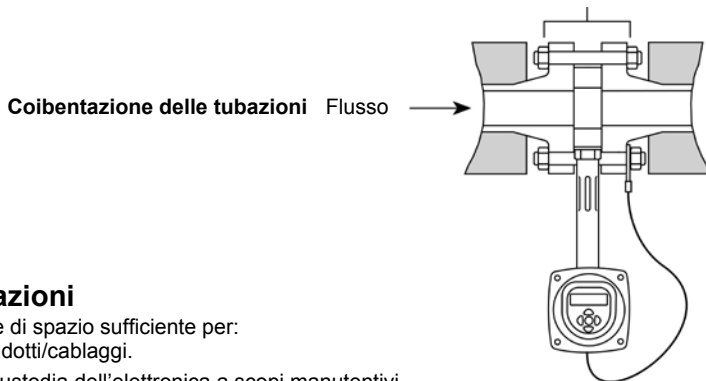 Coibentazione delle tubazioni Flusso
azioni
e di spazio sufficiente per:
dotti/cablaggi.
ustodia dell'elettronica a scopi manutentivi